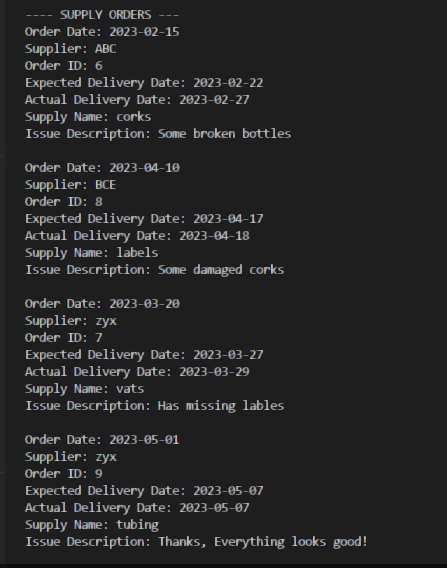 ---- SUPPLY ORDERS ---
Order Date: 2023-02-15
Supplier: ABC
Order ID: 6
Expected Delivery Date: 2023-02-22
Actual Delivery Date: 2023-02-27
Supply Name: corks
Issue Description: Some broken bottles

Order Date: 2023-04-10
Supplier: BCE
Order ID: 8
Expected Delivery Date: 2023-04-17
Actual Delivery Date: 2023-04-18
Supply Name: labels
Issue Description: Some damaged corks

Order Date: 2023-03-20
Supplier: zyx
Order ID: 7
Expected Delivery Date: 2023-03-27
Actual Delivery Date: 2023-03-29
Supply Name: vats
Issue Description: Has missing lables

Order Date: 2023-05-01
Supplier: zyx
Order ID: 9
Expected Delivery Date: 2023-05-07
Actual Delivery Date: 2023-05-07
Supply Name: tubing
Issue Description: Thanks, Everything looks good!